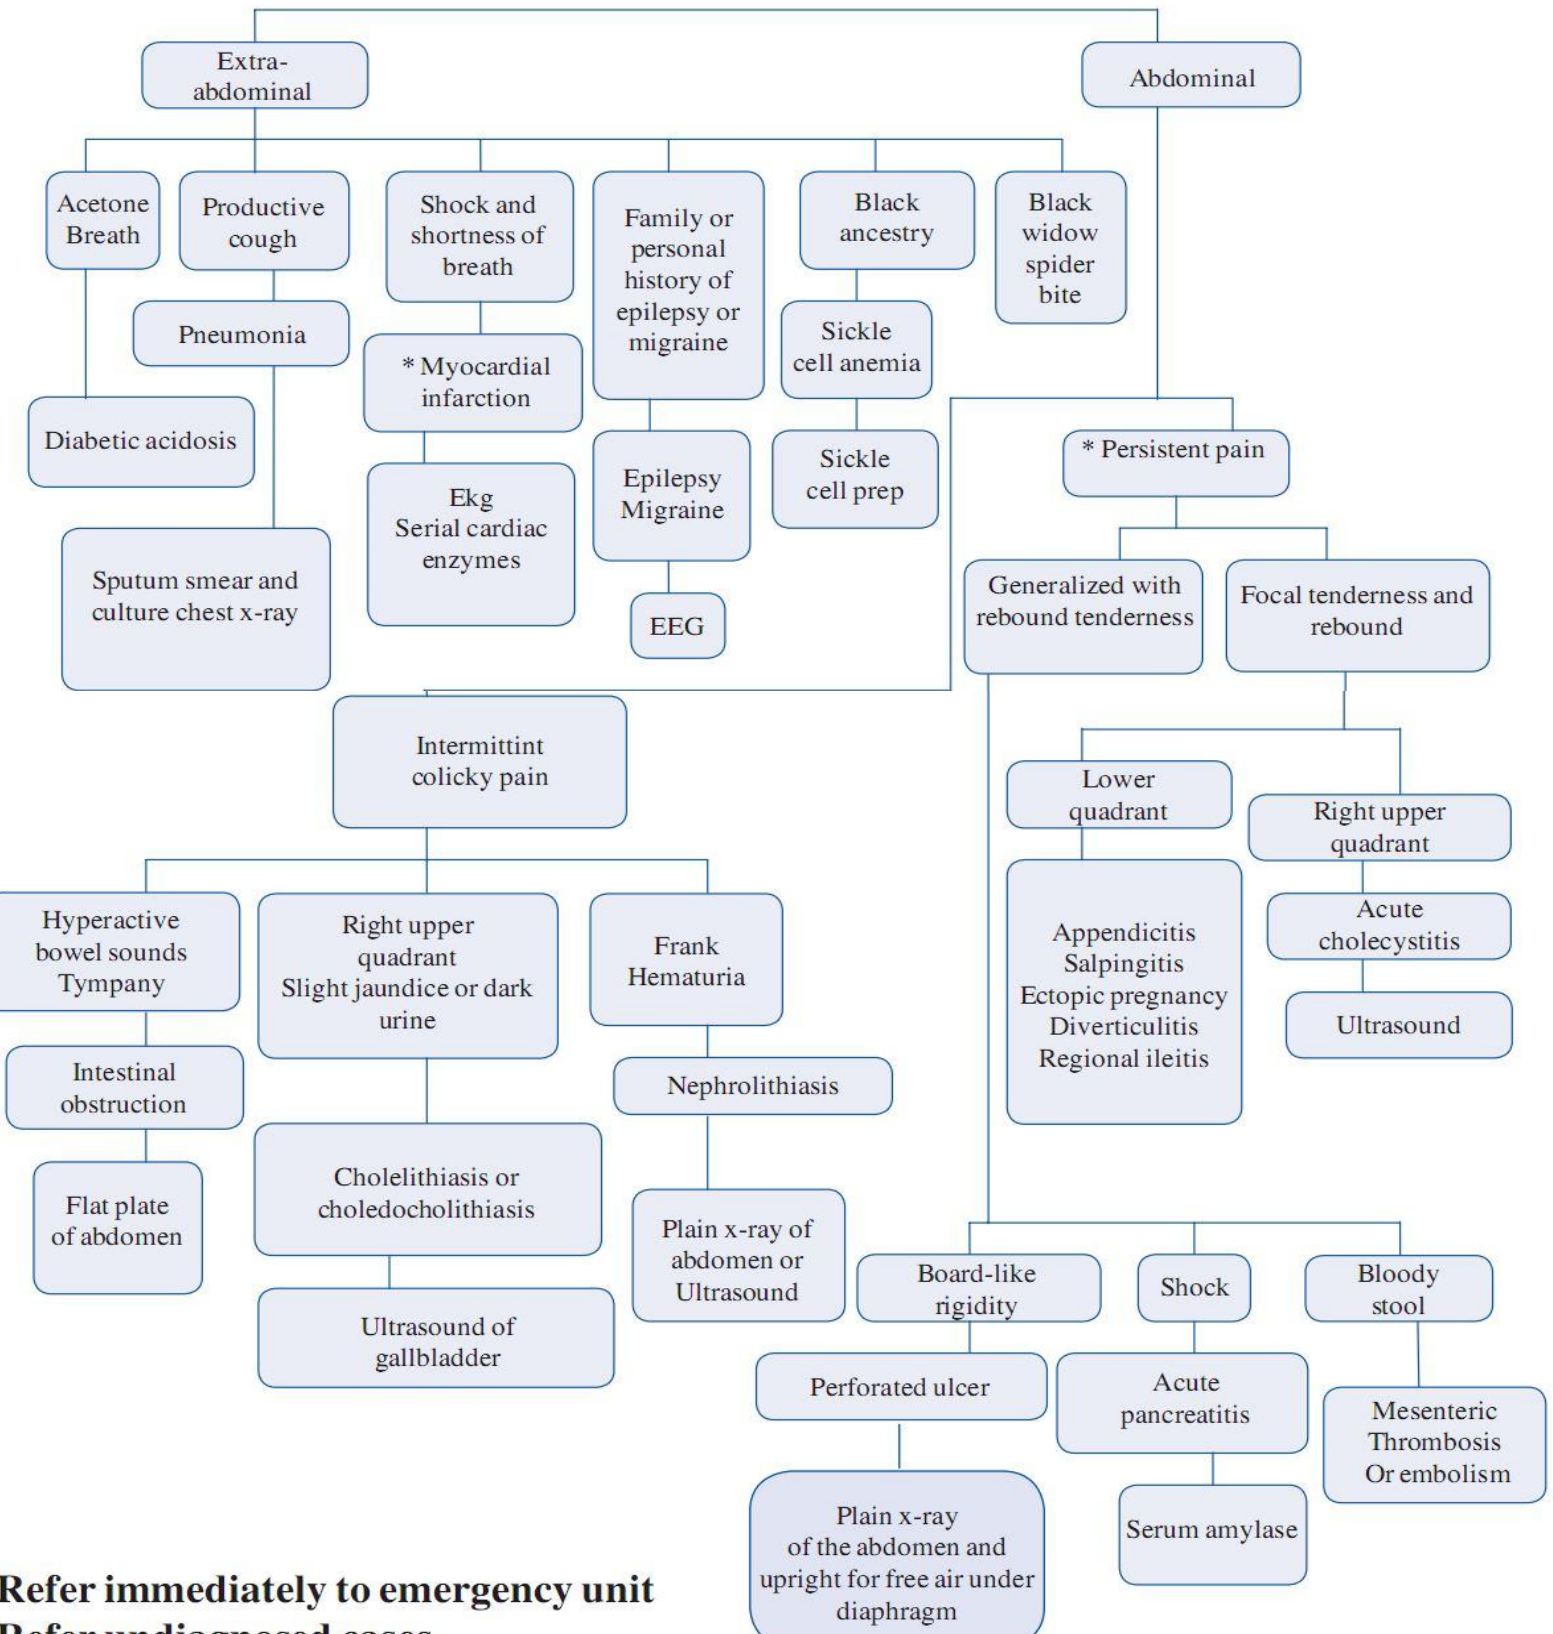 Extra-
abdominal
Abdominal
Acetone
Breath
Productive
cough
Shock and
shortness of
breath
Family or
personal
history of
epilepsy or
migraine
Black
ancestry
Black
widow
spider
bite
Pneumonia
* Myocardial
infarction
Sickle
cell anemia
Diabetic acidosis
Ekg
Serial cardiac
enzymes
Epilepsy
Migraine
Sickle
cell prep
* Persistent pain
Sputum smear and
culture chest x-ray
EEG
Generalized with
rebound tenderness
Focal tenderness and
rebound
Intermittint
colicky pain
Lower
quadrant
Right upper
quadrant
Hyperactive
bowel sounds
Tympany
Right upper
quadrant
Slight jaundice or dark
urine
Frank
Hematuria
Appendicitis
Salpingitis
Ectopic pregnancy
Diverticulitis
Regional ileitis
Acute
cholecystitis
Ultrasound
Intestinal
obstruction
Nephrolithiasis
Cholelithiasis or
choledocholithiasis
Flat plate
of abdomen
Plain x-ray of
abdomen or
Ultrasound
Ultrasound of
gallbladder
Board-like
rigidity
Shock
Bloody
stool
Perforated ulcer
Acute
pancreatitis
Mesenteric
Thrombosis
Or embolism
Plain x-ray
of the abdomen and
upright for free air under
diaphragm
Serum amylase
Refer immediately to emergency unit
Refer undiagnosed cases